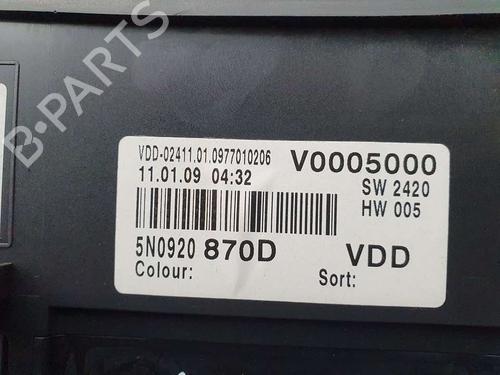 B-PARTS
VDD-02411.01.0977010206 V0005000
11.01.09 04:32 SW 2420
HW 005
5N0920 870D VDD
Colour: Sort: